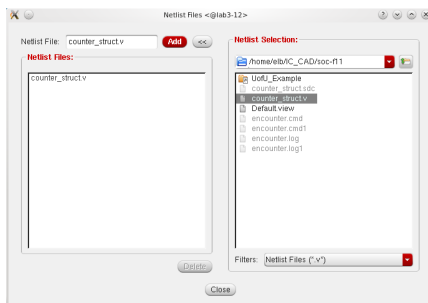 Netlist Files <@lab3-12>
Netlist File: counter_struct.v Add <<
Netlist Files:
counter_struct.v
Delete
Netlist Selection:
/home/elb/IC_CAD/soc-f11
UofU_Example
counter_struct.sdc
counter_struct.v
Default.view
encounter.cmd
encounter.cmd1
encounter.log
encounter.log1
Filters: Netlist Files (*.v*)
Close